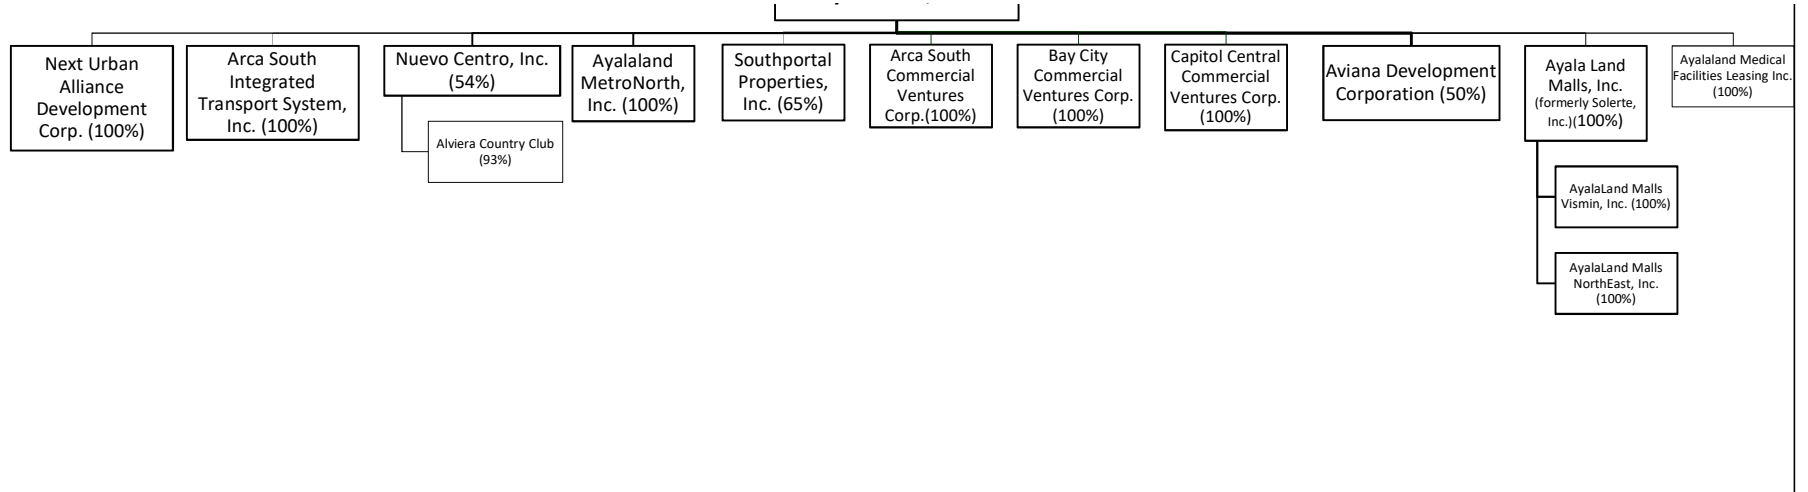 Next Urban
Alliance
Development
Corp. (100%)
Arca South
Integrated
Transport System,
Inc. (100%)
Nuevo Centro, Inc.
(54%)
Alviera Country Club
(93%)
Ayalaland
MetroNorth,
Inc. (100%)
Southportal
Properties,
Inc. (65%)
Arca South
Commercial
Ventures
Corp.(100%)
Bay City
Commercial
Ventures Corp.
(100%)
Capitol Central
Commercial
Ventures Corp.
(100%)
Aviana Development
Corporation (50%)
Ayala Land
Malls, Inc.
(formerly Solerte,
Inc.)(100%)
AyalaLand Malls
Vismin, Inc. (100%)
AyalaLand Malls
NorthEast, Inc.
(100%)
Ayalaland Medical
Facilities Leasing Inc.
(100%)